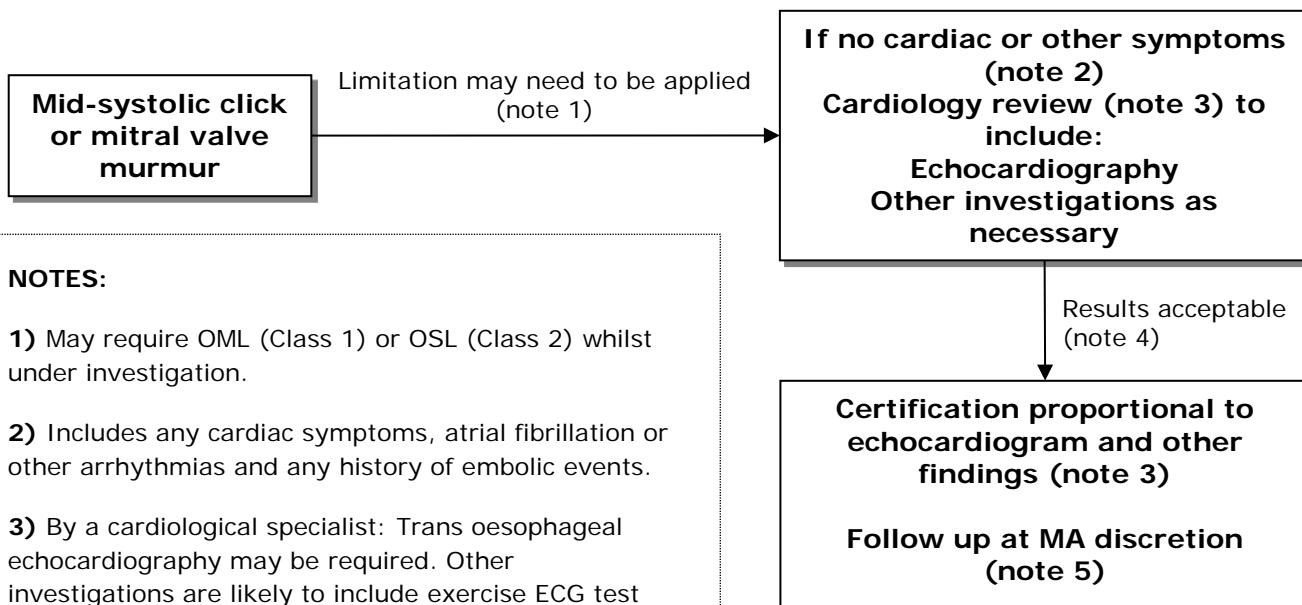 Mid-systolic click
or mitral valve
murmur
Limitation may need to be applied
(note 1)
If no cardiac or other symptoms
(note 2)
Cardiology review (note 3) to
include:
Echocardiography
Other investigations as
necessary
Results acceptable
(note 4)
Certification proportional to
echocardiogram and other
findings (note 3)
Follow up at MA discretion
(note 5)
NOTES:
1) May require OML (Class 1) or OSL (Class 2) whilst
under investigation.
2) Includes any cardiac symptoms, atrial fibrillation or
other arrhythmias and any history of embolic events.
3) By a cardiological specialist: Trans oesophageal
echocardiography may be required. Other
investigations are likely to include exercise ECG test